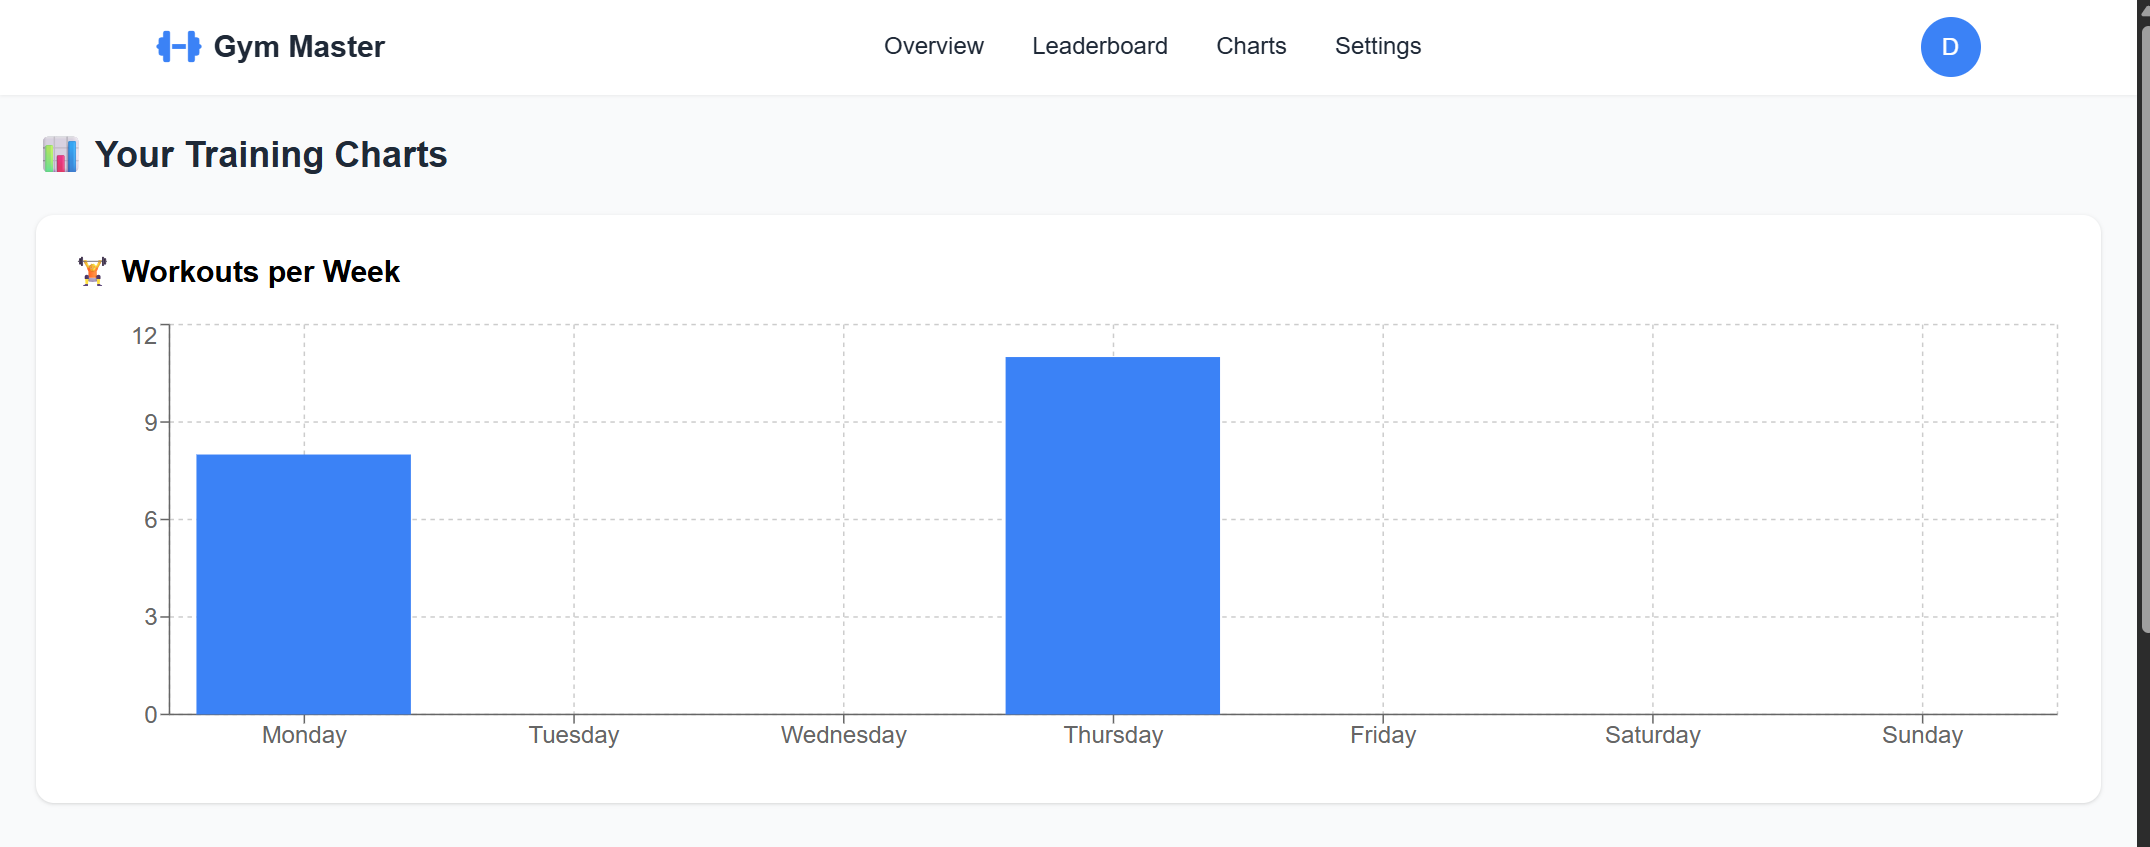 Gym Master
Overview Leaderboard Charts Settings
D
Your Training Charts
Workouts per Week
12
9
6
3
0
Monday Tuesday Wednesday Thursday Friday Saturday Sunday